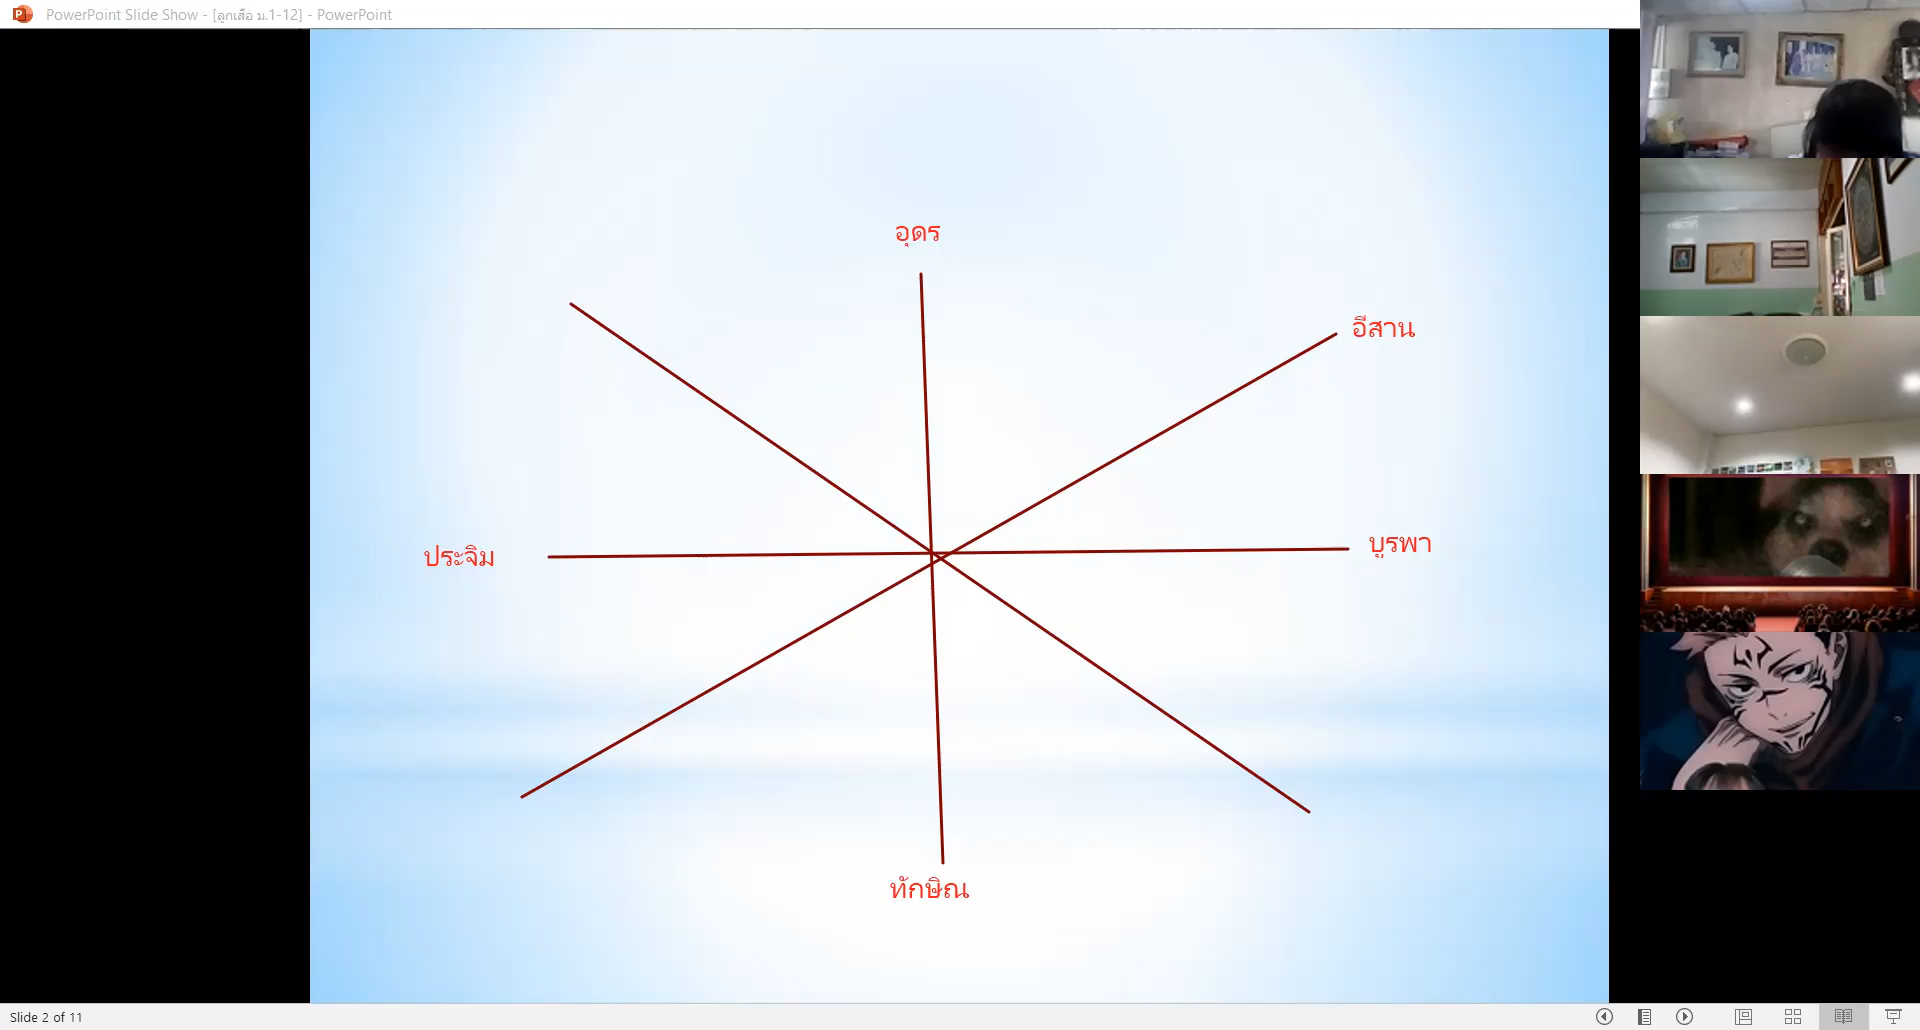 PowerPoint Slide Show - [ลูกเสือ ม.1-12] - PowerPoint
อุดร
อีสาน
ประจิม
บูรพา
ทักษิณ
Slide 2 of 11